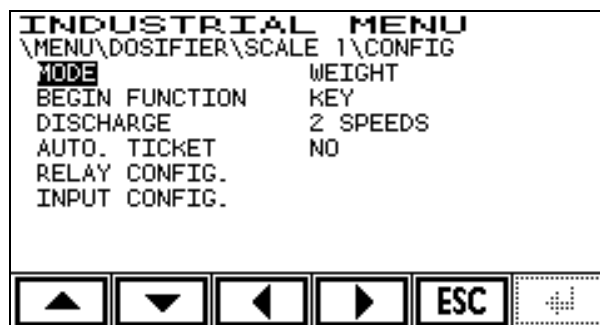 INDUSTRIAL MENU
\MENU\DOSIFIER\SCALE 1\CONFIG
MODE WEIGHT
BEGIN FUNCTION KEY
DISCHARGE 2 SPEEDS
AUTO. TICKET NO
RELAY CONFIG.
INPUT CONFIG.
ESC